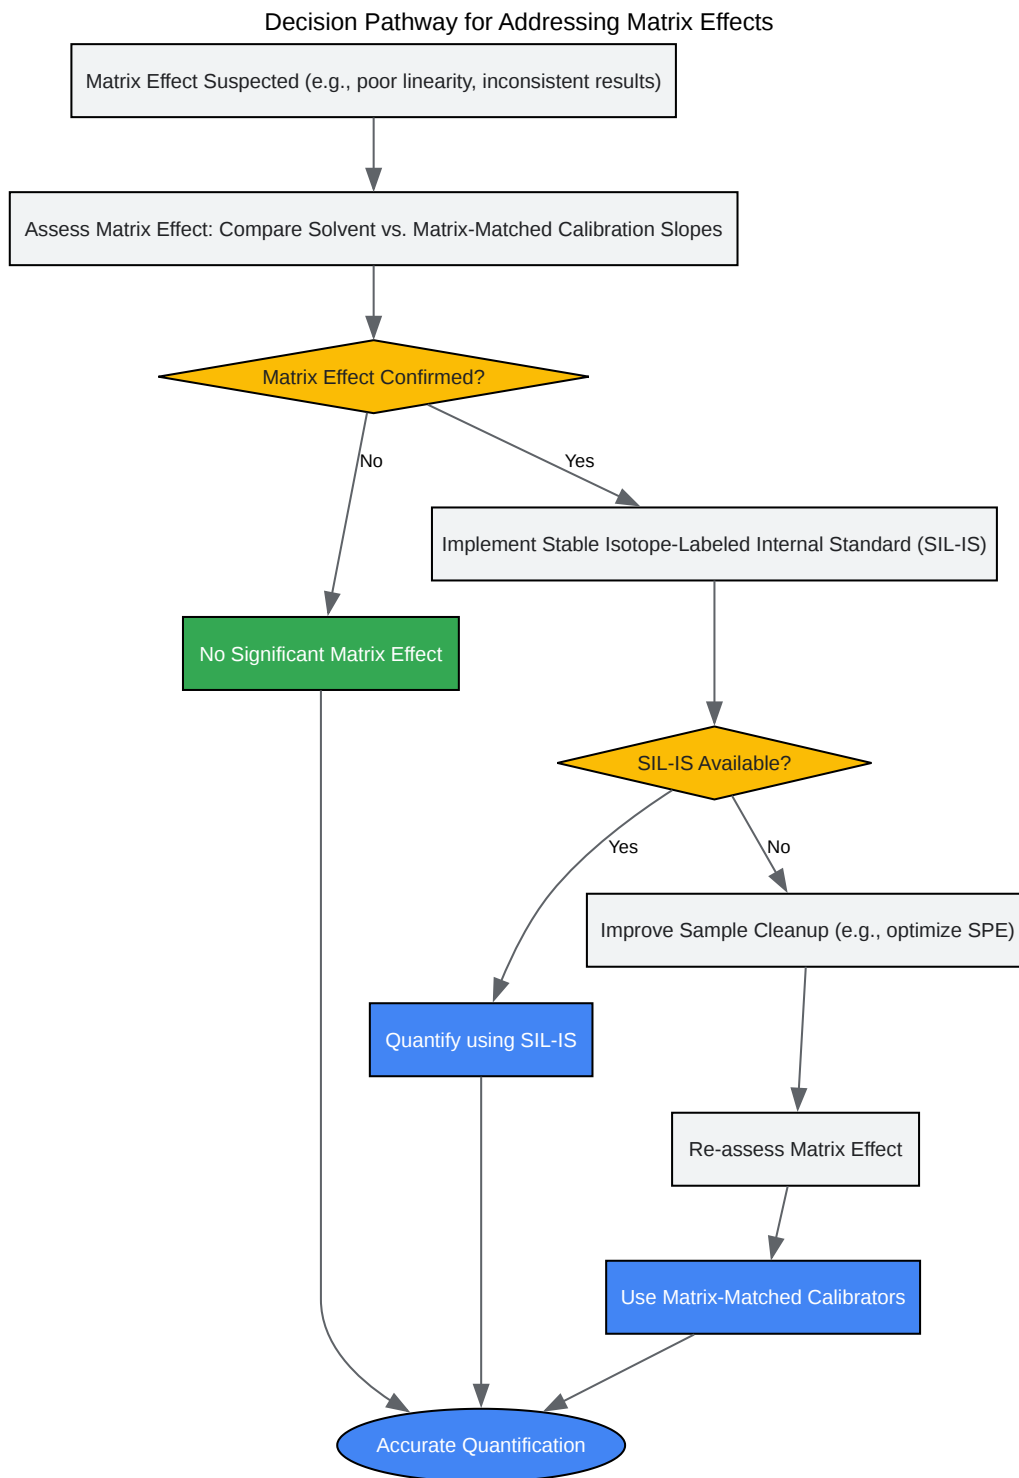 Decision Pathway for Addressing Matrix Effects
Matrix Effect Suspected (e.g., poor linearity, inconsistent results)
Assess Matrix Effect: Compare Solvent vs. Matrix-Matched Calibration Slopes
Matrix Effect Confirmed?
No
Yes
Implement Stable Isotope-Labeled Internal Standard (SIL-IS)
No Significant Matrix Effect
SIL-IS Available?
Yes
No
Improve Sample Cleanup (e.g., optimize SPE)
Quantify using SIL-IS
Re-assess Matrix Effect
Use Matrix-Matched Calibrators
Accurate Quantification